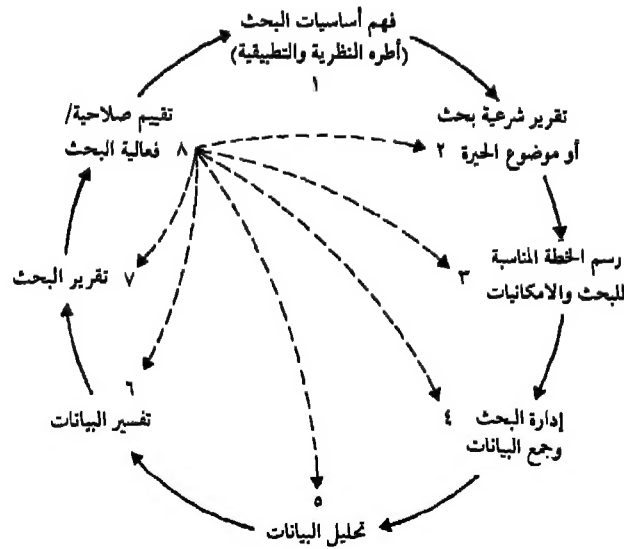 فهم أساسيات البحث
(أطره النظرية والتطبيقية)
١
تقرير شرعية بحث
أو موضوع الحيرة ٢
رسم الخطة المناسبة
للبحث والامكانيات
٣
إدارة البحث
وجمع البيانات
٤
٥
تحليل البيانات
٦
تفسير البيانات
تقرير البحث ٧
تقييم صلاحية/
فعالية البحث ٨